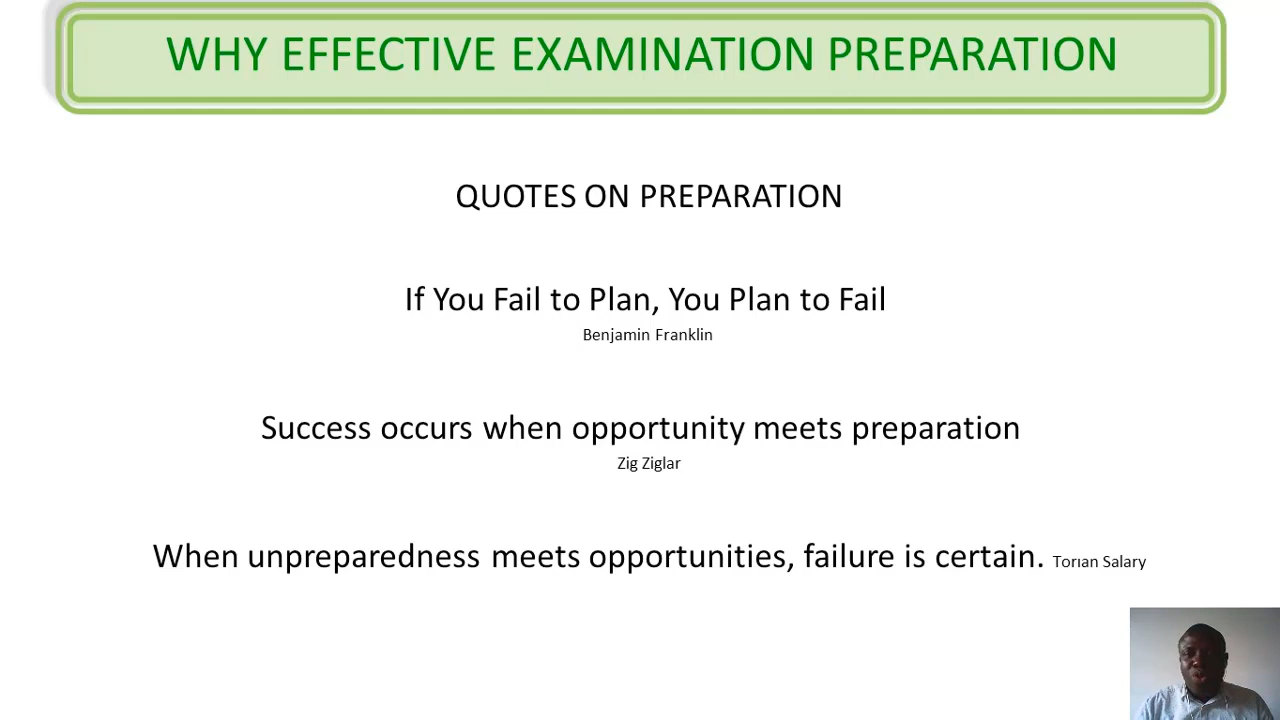 WHY EFFECTIVE EXAMINATION PREPARATION
QUOTES ON PREPARATION
If You Fail to Plan, You Plan to Fail
Benjamin Franklin
Success occurs when opportunity meets preparation
Zig Ziglar
When unpreparedness meets opportunities, failure is certain. Torıan Salary